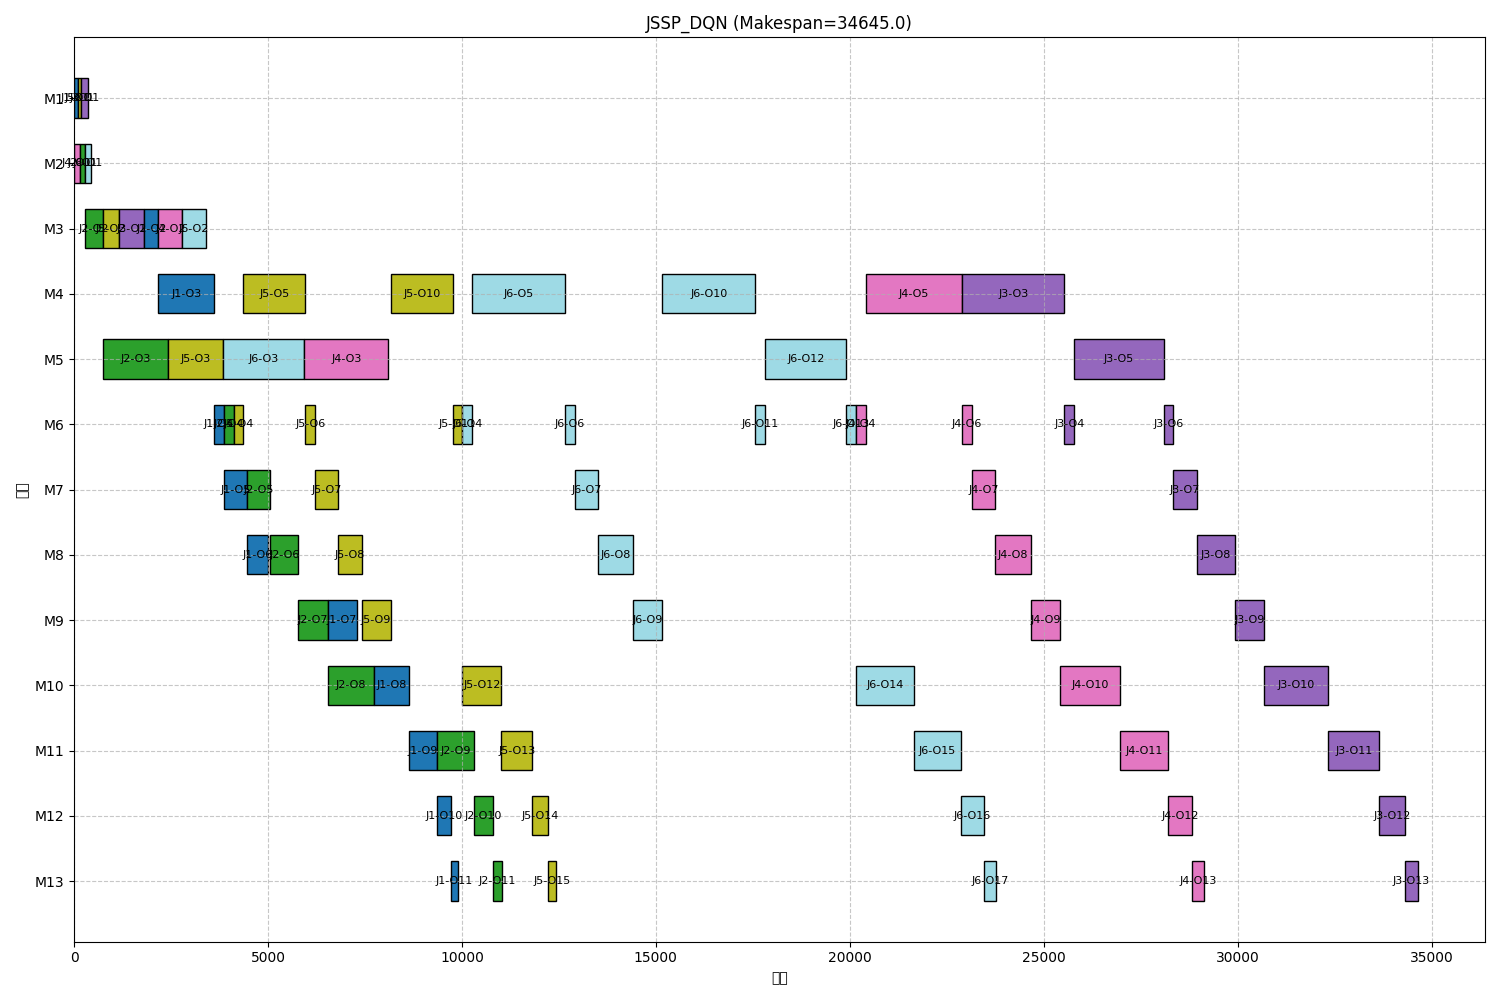 JSSP_DQN (Makespan=34645.0)
M1
M2
M3
J2-O2 J5-O2 J3-O2 J1-O2 J4-O2 J6-O2
M4 J1-O3 J5-O5 J5-O10 J6-O5 J6-O10 J4-O5 J3-O3
M5 J2-O3 J5-O3 J6-O3 J4-O3 J6-O12 J3-O5
M6 J1-O4 J2-O4 J5-O4 J5-O6 J5-O11 J6-O4 J6-O6 J6-O11 J6-O13 J4-O4 J4-O6 J3-O4 J3-O6
M7 J1-O5 J2-O5 J5-O7 J6-O7 J4-O7 J3-O7
M8 J1-O6 J2-O6 J5-O8 J6-O8 J4-O8 J3-O8
M9 J2-O7 J1-O7 J5-O9 J6-O9 J4-O9 J3-O9
M10 J2-O8 J1-O8 J5-O12 J6-O14 J4-O10 J3-O10
M11 J1-O9 J2-O9 J5-O13 J6-O15 J4-O11 J3-O11
M12 J1-O10 J2-O10 J5-O14 J6-O16 J4-O12 J3-O12
M13 J1-O11 J2-O11 J5-O15 J6-O17 J4-O13 J3-O13
0 5000 10000 15000 20000 25000 30000 35000